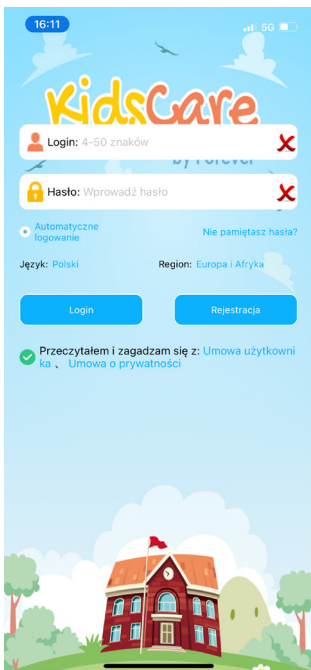 16:11
5G
KidsCare
Login: 4-50 znaków
by Forever
Hasło: Wprowadź hasło
Automatyczne
logowanie
Nie pamiętasz hasła?
Język: Polski
Region: Europa i Afryka
Login
Rejestracja
Przeczytałem i zagadzam się z: Umowa użytkowni
ka 、 Umowa o prywatności